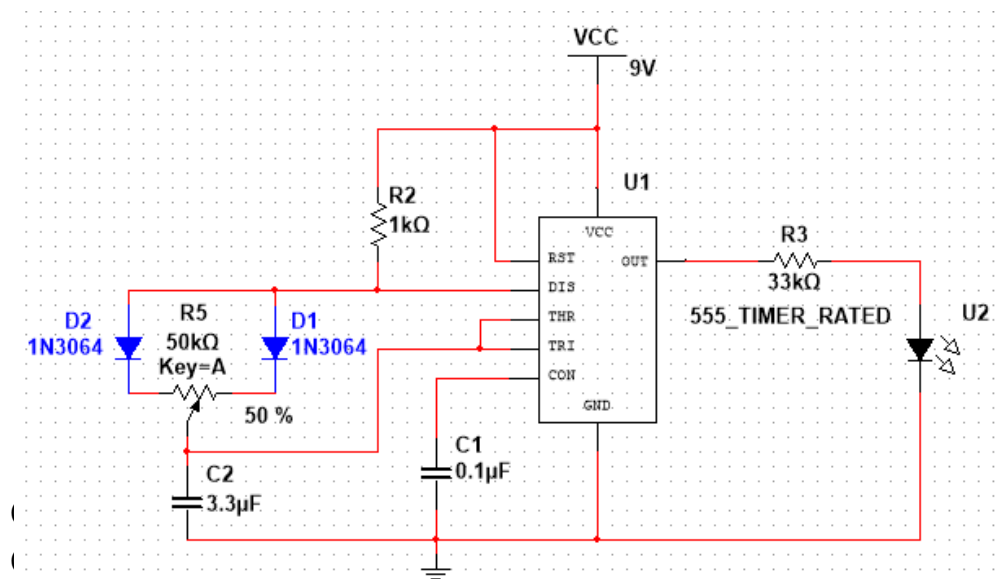 VCC
9V
U1
R2
1kΩ
VCC
RST
OUT
DIS
THR
TRI
CON
GND
R3
33kΩ
555_TIMER_RATED
U2
D2
1N3064
R5
50kΩ
Key=A
50 %
D1
1N3064
C1
0.1µF
C2
3.3µF